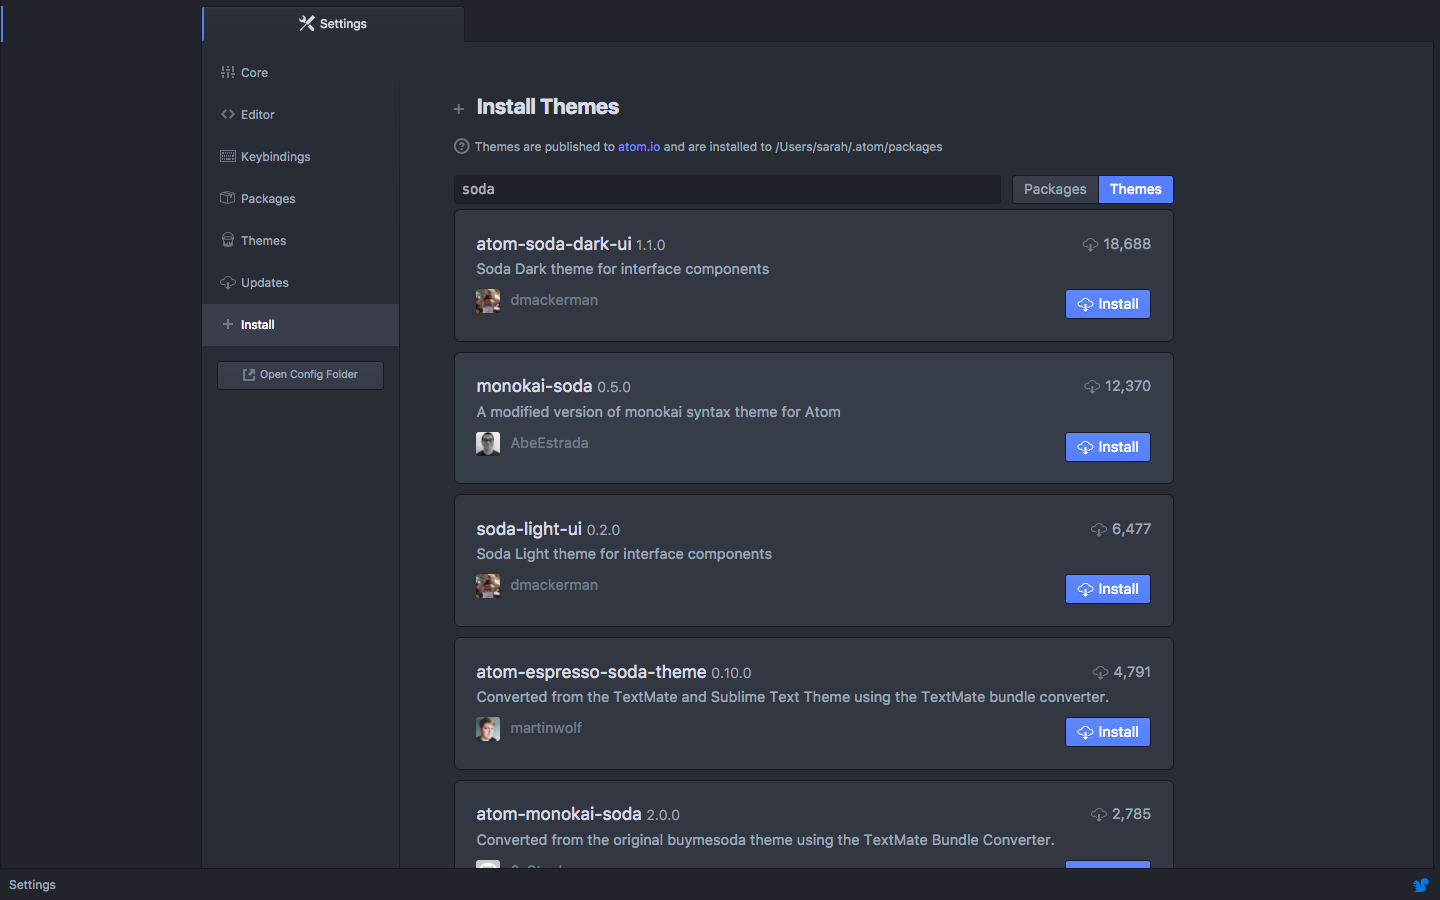 Settings
Core
Editor
Keybindings
Packages
Themes
Updates
Install
Open Config Folder
Install Themes
Themes are published to atom.io and are installed to /Users/sarah/.atom/packages
soda
Packages Themes
atom-soda-dark-ui 1.1.0 18,688
Soda Dark theme for interface components
dmackerman
Install
monokai-soda 0.5.0 12,370
A modified version of monokai syntax theme for Atom
AbeEstrada
Install
soda-light-ui 0.2.0 6,477
Soda Light theme for interface components
dmackerman
Install
atom-espresso-soda-theme 0.10.0 4,791
Converted from the TextMate and Sublime Text Theme using the TextMate bundle converter.
martinwolf
Install
atom-monokai-soda 2.0.0 2,785
Converted from the original buymesoda theme using the TextMate Bundle Converter.
Settings